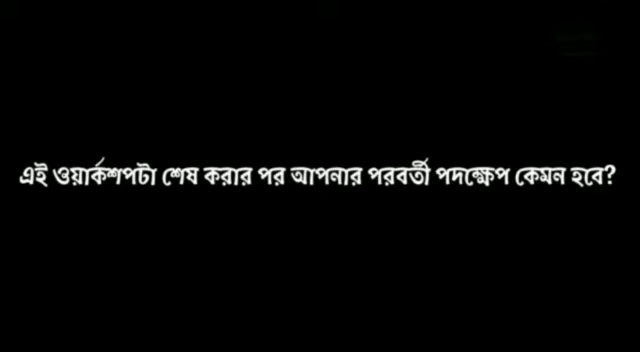 এই ওয়ার্কশপটা শেষ করার পর আপনার পরবর্তী পদক্ষেপ কেমন হবে?